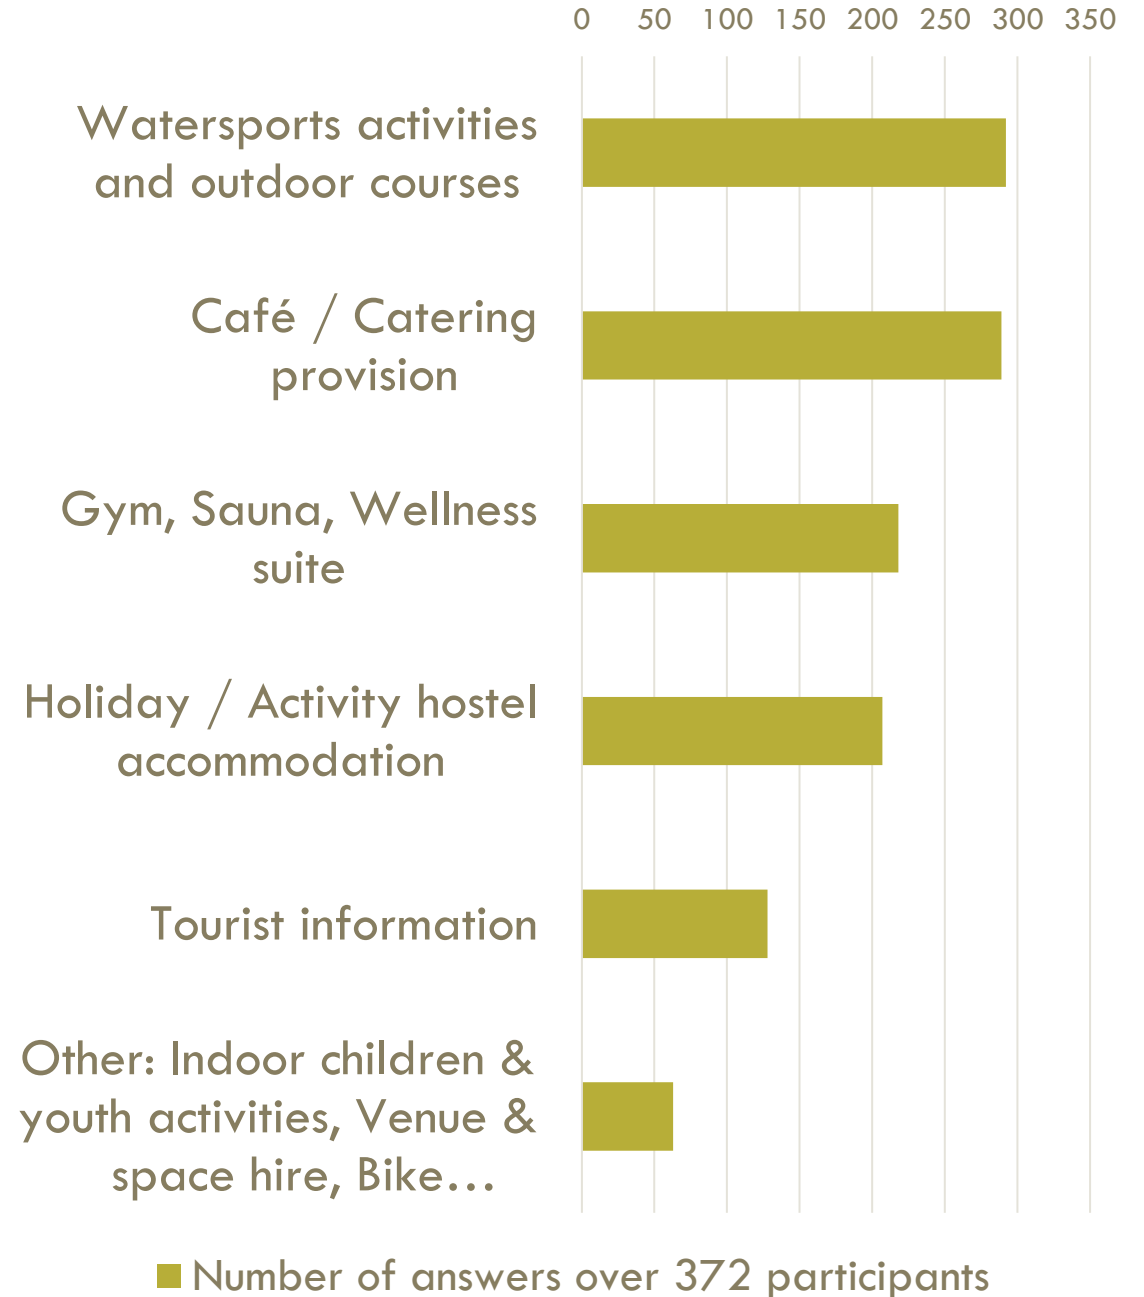 0 50 100 150 200 250 300 350
Watersports activities
and outdoor courses
Café / Catering
provision
Gym, Sauna, Wellness
suite
Holiday / Activity hostel
accommodation
Tourist information
Other: Indoor children &
youth activities, Venue &
space hire, Bike...
Number of answers over 372 participants